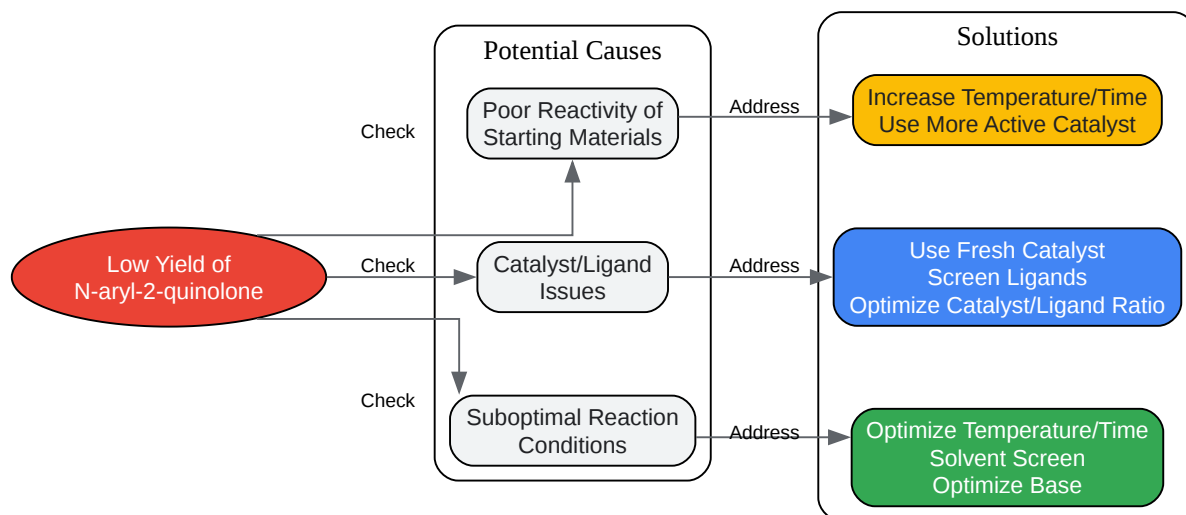 Potential Causes
Solutions
Low Yield of
N-aryl-2-quinolone
Check
Poor Reactivity of
Starting Materials
Address
Increase Temperature/Time
Use More Active Catalyst
Check
Catalyst/Ligand
Issues
Address
Use Fresh Catalyst
Screen Ligands
Optimize Catalyst/Ligand Ratio
Check
Suboptimal Reaction
Conditions
Address
Optimize Temperature/Time
Solvent Screen
Optimize Base